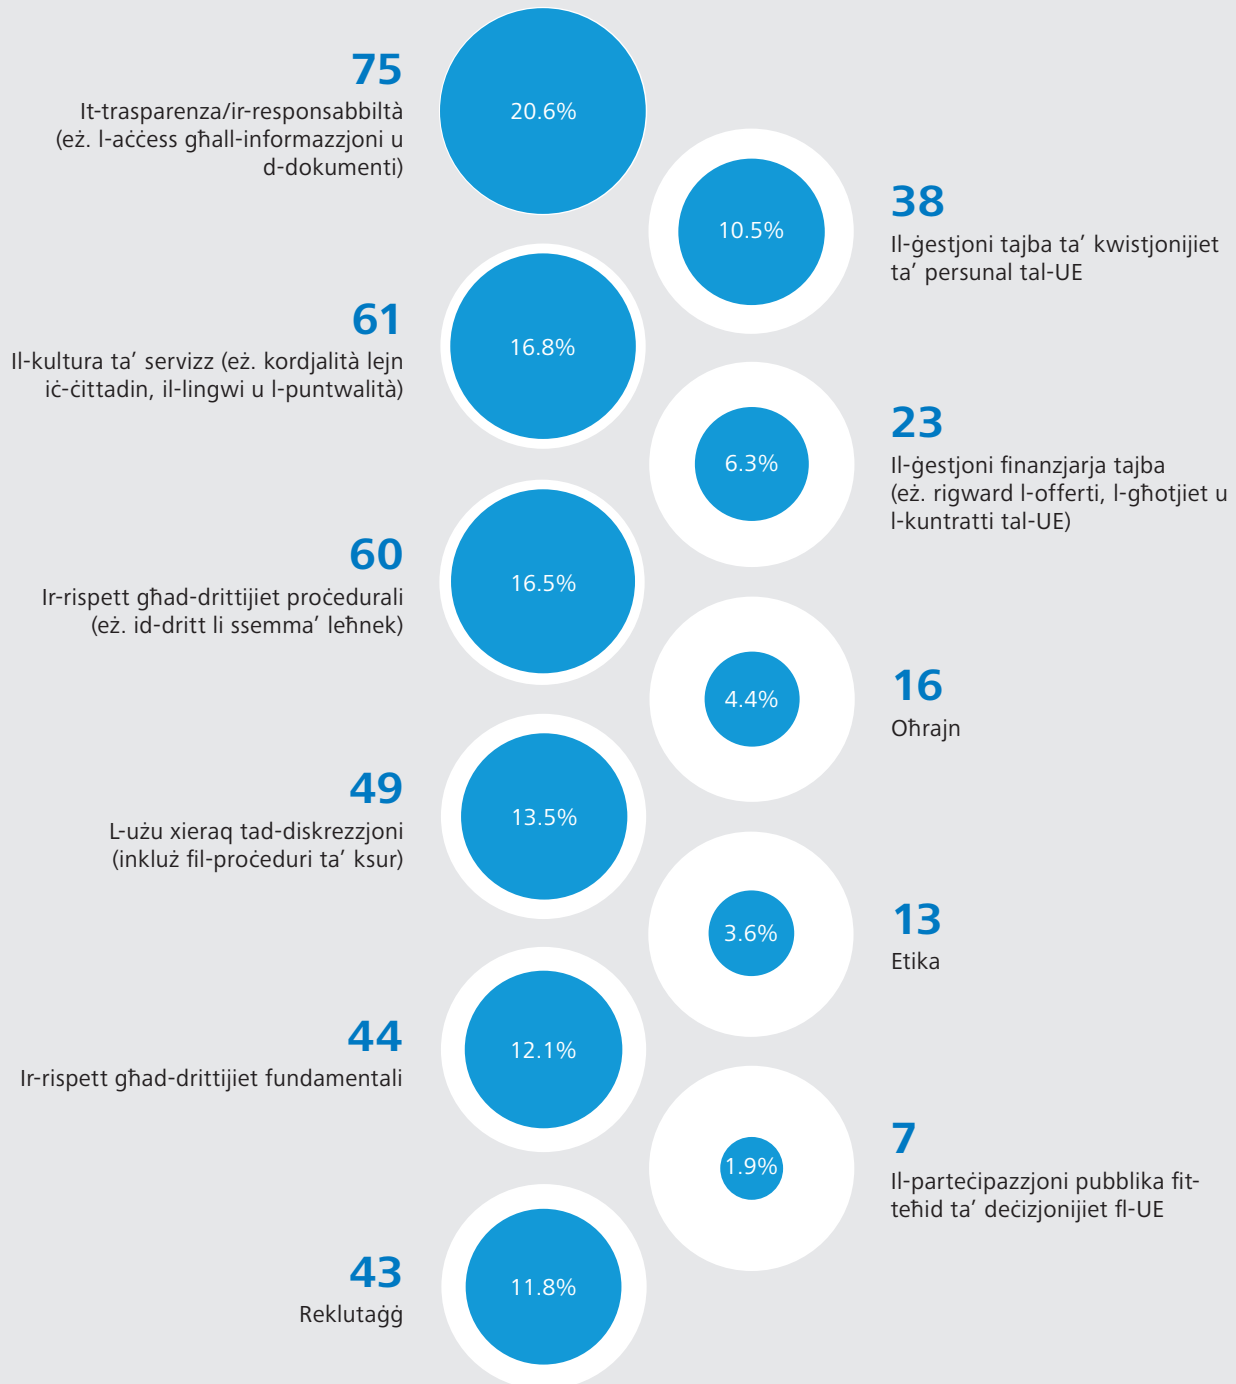 75
It-trasparenza/ir-responsabbiltà
(eż. l-aċċess għall-informazzjoni u
d-dokumenti)
20.6%
38
Il-ġestjoni tajba ta’ kwistjonijiet
ta’ persunal tal-UE
10.5%
61
Il-kultura ta’ servizz (eż. kordjalità lejn
iċ-ċittadin, il-lingwi u l-puntwalità)
16.8%
23
Il-ġestjoni finanzjarja tajba
(eż. rigward l-offerti, l-għotjiet u
l-kuntratti tal-UE)
6.3%
60
Ir-rispett għad-drittijiet proċedurali
(eż. id-dritt li ssemma’ leħnek)
16.5%
16
Oħrajn
4.4%
49
L-użu xieraq tad-diskrezzjoni
(inkluż fil-proċeduri ta’ ksur)
13.5%
13
Etika
3.6%
44
Ir-rispett għad-drittijiet fundamentali
12.1%
7
Il-parteċipazzjoni pubblika fit-
teħid ta’ deċizjonijiet fl-UE
1.9%
43
Reklutaġġ
11.8%